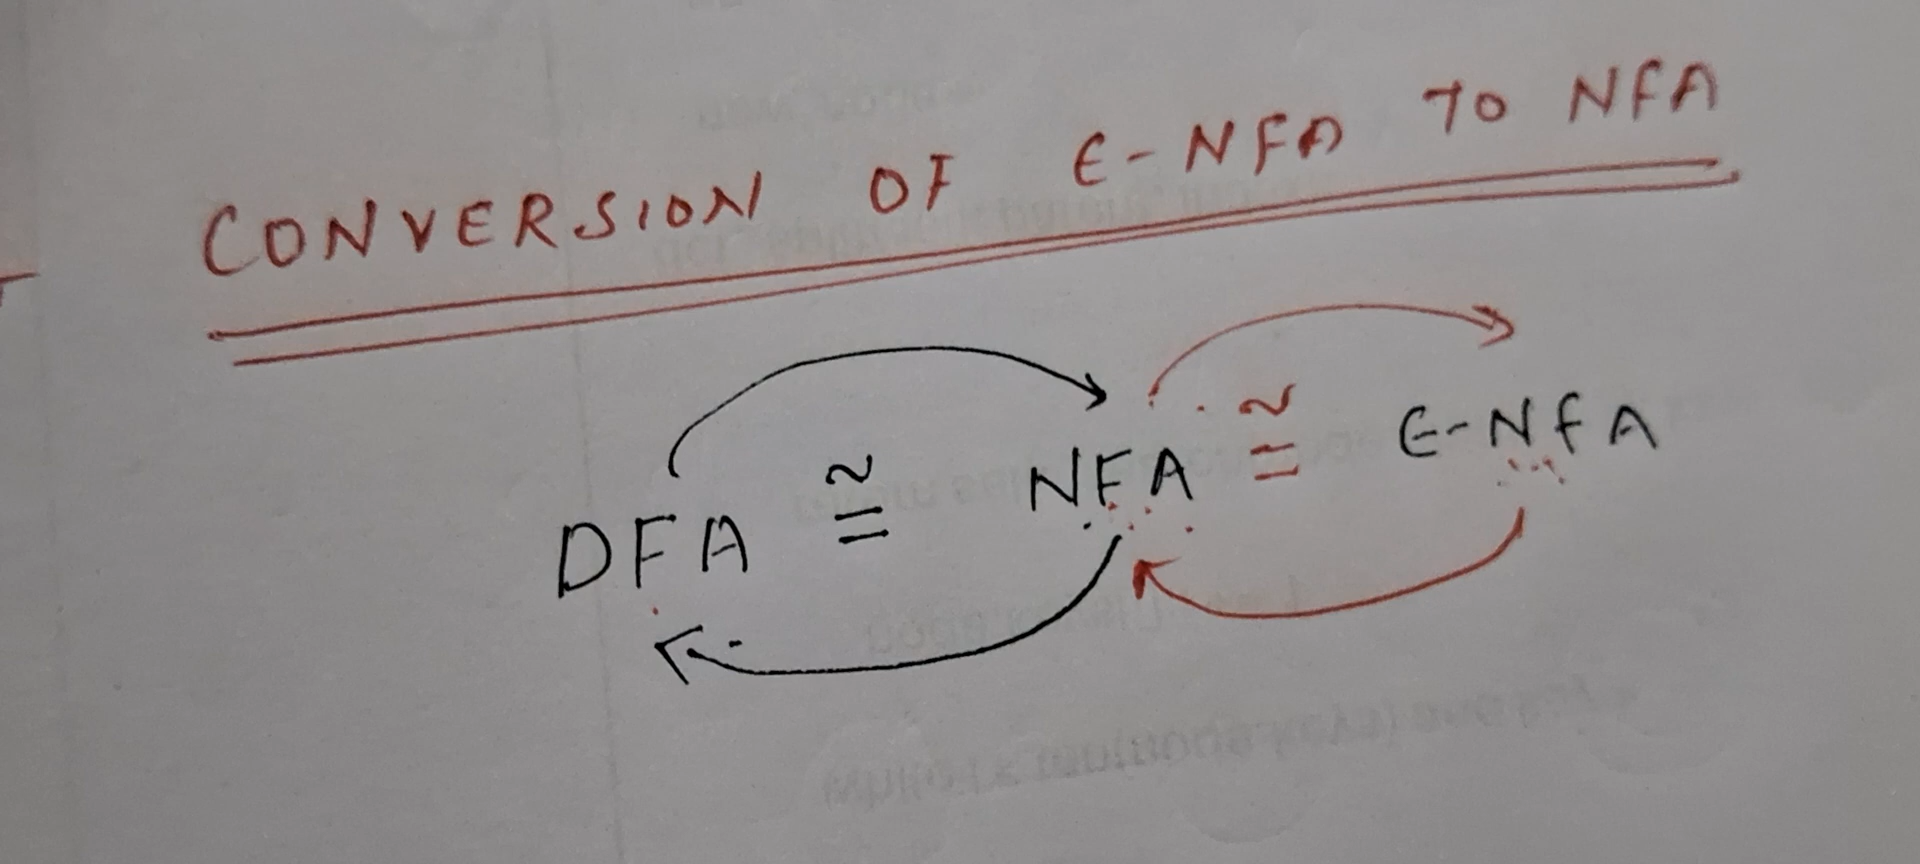 CONVERSION OF ε-NFA TO NFA
DFA ≅ NFA ≅ ε-NFA